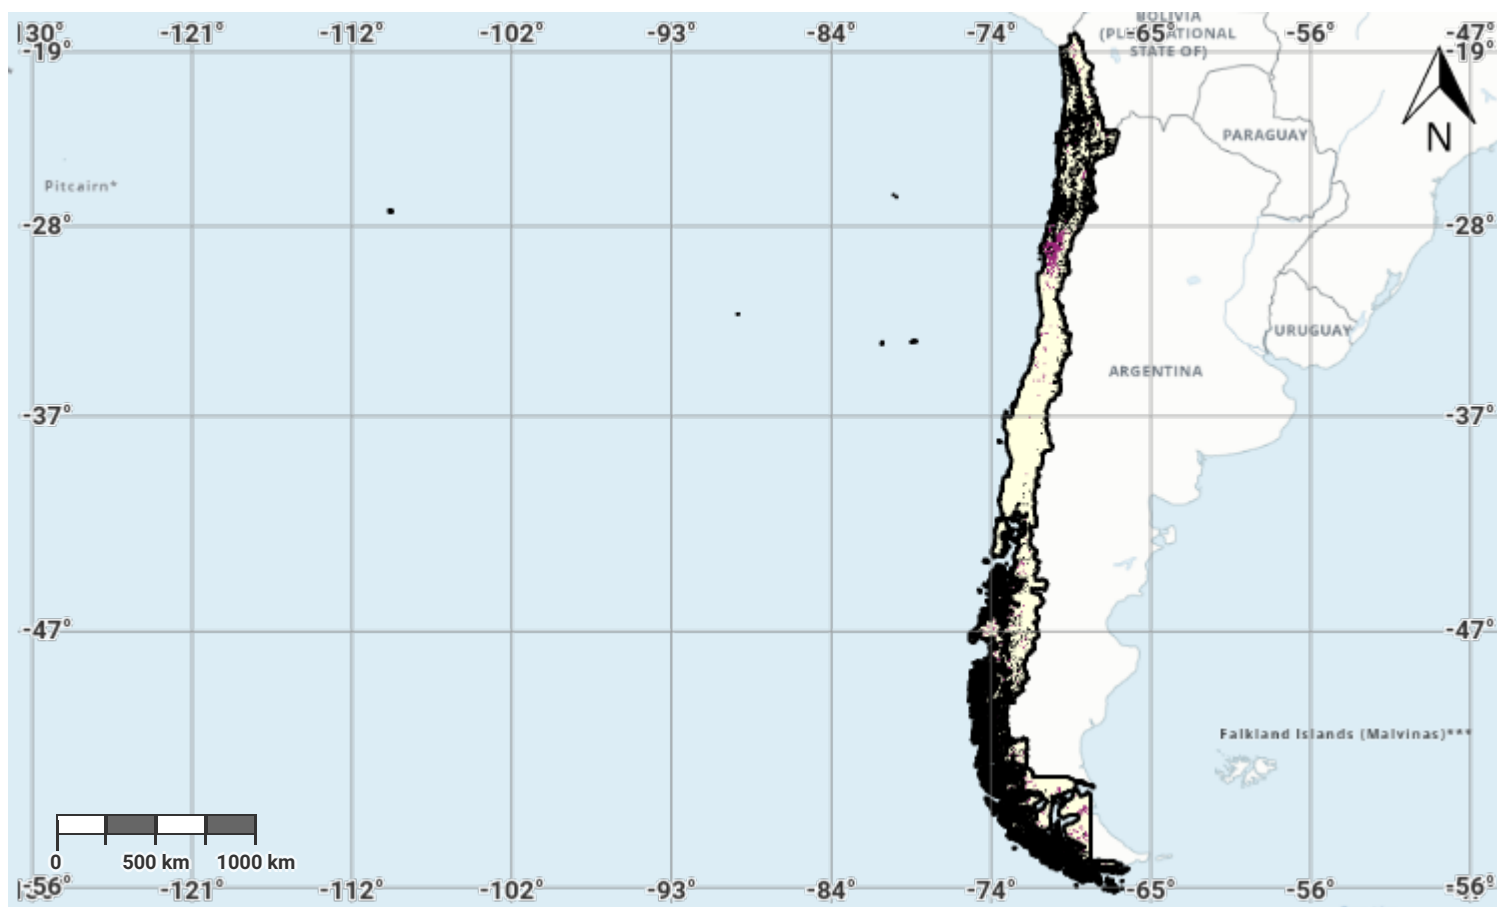 -130° -121° -112° -102° -93° -84° -74° -65° -56° -47°
-19° -19°
BOLIVIA
(PLURINATIONAL
STATE OF)
N
PARAGUAY
Pitcairn*
-28° -28°
URUGUAY
ARGENTINA
-37° -37°
-47° -47°
Falkland Islands (Malvinas)***
0 500 km 1000 km
-56° -121° -112° -102° -93° -84° -74° -65° -56° -56°